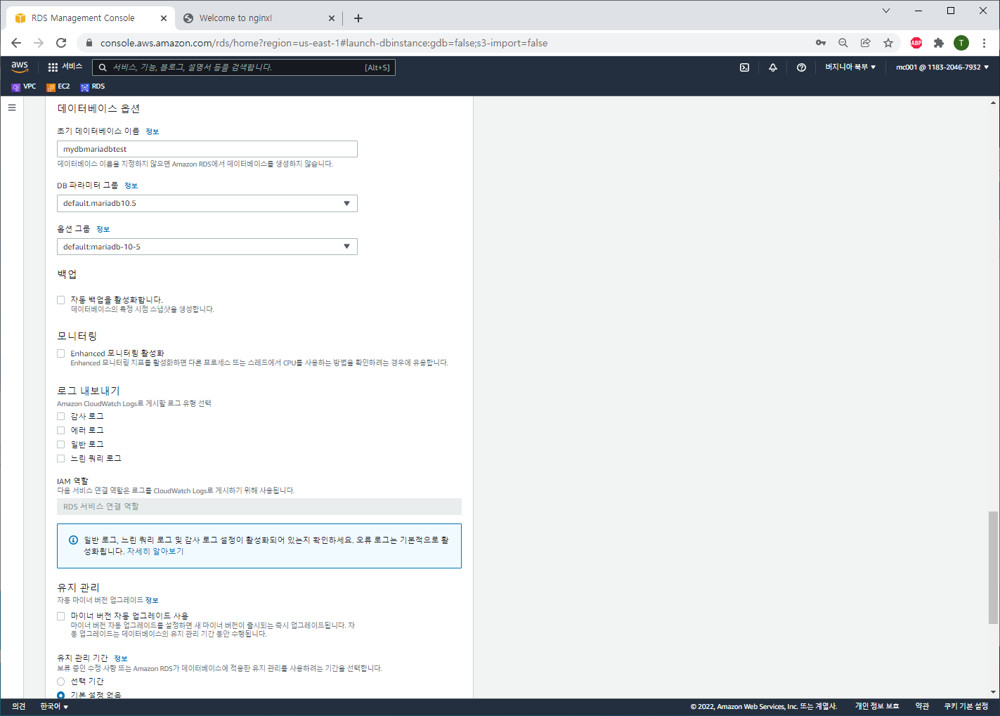 RDS Management Console
Welcome to nginx!
console.aws.amazon.com/rds/home?region=us-east-1#launch-dbinstance:gdb=false;s3-import=false
ABP
T
aws
서비스
서비스, 기능, 블로그, 설명서 등을 검색합니다.
[Alt+S]
버지니아 북부
mc001 @ 1183-2046-7932
VPC
EC2
RDS
데이터베이스 옵션
초기 데이터베이스 이름 정보
mydbmariadbtest
데이터베이스 이름을 지정하지 않으면 Amazon RDS에서 데이터베이스를 생성하지 않습니다.
DB 파라미터 그룹 정보
default.mariadb10.5
옵션 그룹 정보
default:mariadb-10-5
백업
자동 백업을 활성화합니다.
데이터베이스의 특정 시점 스냅샷을 생성합니다.
모니터링
Enhanced 모니터링 활성화
Enhanced 모니터링 지표를 활성화하면 다른 프로세스 또는 스레드에서 CPU를 사용하는 방법을 확인하려는 경우에 유용합니다.
로그 내보내기
Amazon CloudWatch Logs로 게시할 로그 유형 선택
감사 로그
에러 로그
일반 로그
느린 쿼리 로그
IAM 역할
다음 서비스 연결 역할은 로그를 CloudWatch Logs로 게시하기 위해 사용됩니다.
RDS 서비스 연결 역할
일반 로그, 느린 쿼리 로그 및 감사 로그 설정이 활성화되어 있는지 확인하세요. 오류 로그는 기본적으로 활
성화됩니다. 자세히 알아보기
유지 관리
자동 마이너 버전 업그레이드 정보
마이너 버전 자동 업그레이드 사용
마이너 버전 자동 업그레이드를 설정하면 새 마이너 버전이 출시되는 즉시 업그레이드됩니다. 자
동 업그레이드는 데이터베이스의 유지 관리 기간 동안 수행됩니다.
유지 관리 기간 정보
보류 중인 수정 사항 또는 Amazon RDS가 데이터베이스에 적용한 유지 관리를 사용하려는 기간을 선택합니다.
선택 기간
기본 설정 없음
의견
한국어
© 2022, Amazon Web Services, Inc. 또는 계열사.
개인 정보 보호
약관
쿠키 기본 설정